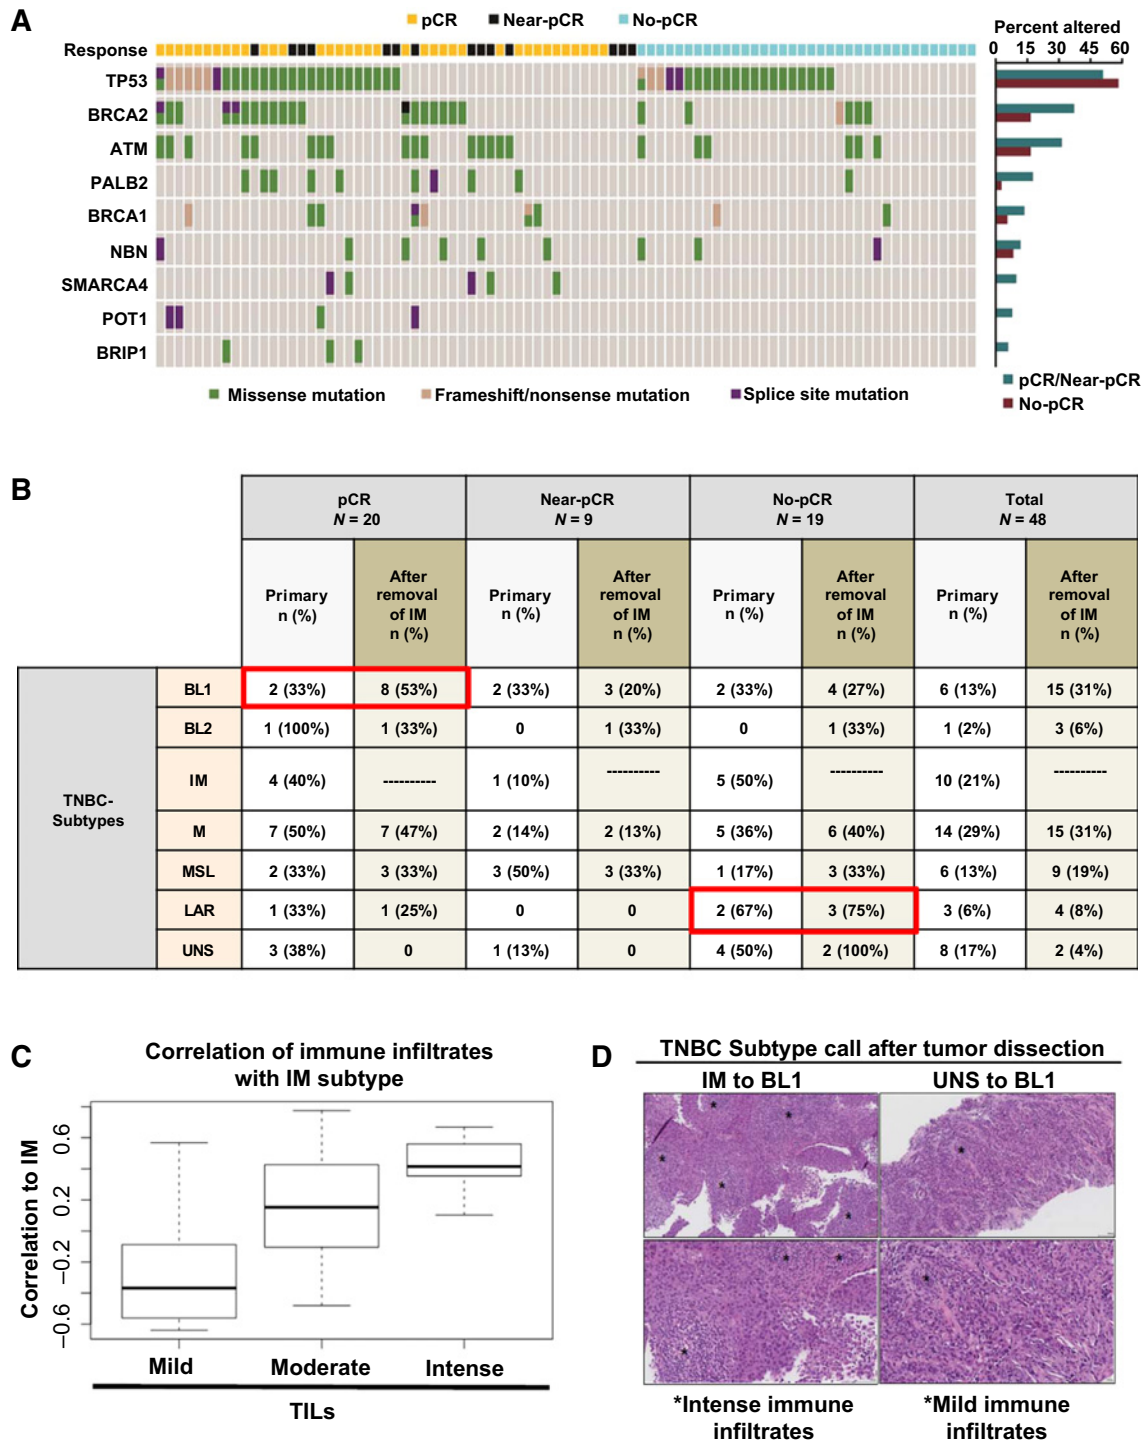 A
pCR Near-pCR No-pCR
Percent altered
0 15 30 45 60
Response
TP53
BRCA2
ATM
PALB2
BRCA1
NBN
SMARCA4
POT1
BRIP1
Missense mutation Frameshift/nonsense mutation Splice site mutation
pCR/Near-pCR
No-pCR
B
pCR N = 20 Near-pCR N = 9 No-pCR N = 19 Total N = 48
Primary n (%) After removal of IM n (%) Primary n (%) After removal of IM n (%) Primary n (%) After removal of IM n (%) Primary n (%) After removal of IM n (%)
TNBC-Subtypes
BL1 2 (33%) 8 (53%) 2 (33%) 3 (20%) 2 (33%) 4 (27%) 6 (13%) 15 (31%)
BL2 1 (100%) 1 (33%) 0 1 (33%) 0 1 (33%) 1 (2%) 3 (6%)
IM 4 (40%) ---------- 1 (10%) ---------- 5 (50%) ---------- 10 (21%) ----------
M 7 (50%) 7 (47%) 2 (14%) 2 (13%) 5 (36%) 6 (40%) 14 (29%) 15 (31%)
MSL 2 (33%) 3 (33%) 3 (50%) 3 (33%) 1 (17%) 3 (33%) 6 (13%) 9 (19%)
LAR 1 (33%) 1 (25%) 0 0 2 (67%) 3 (75%) 3 (6%) 4 (8%)
UNS 3 (38%) 0 1 (13%) 0 4 (50%) 2 (100%) 8 (17%) 2 (4%)
C
Correlation of immune infiltrates
with IM subtype
Correlation to IM
0.6
0.2
−0.2
−0.6
Mild Moderate Intense
TILs
D
TNBC Subtype call after tumor dissection
IM to BL1 UNS to BL1
*Intense immune
infiltrates
*Mild immune
infiltrates